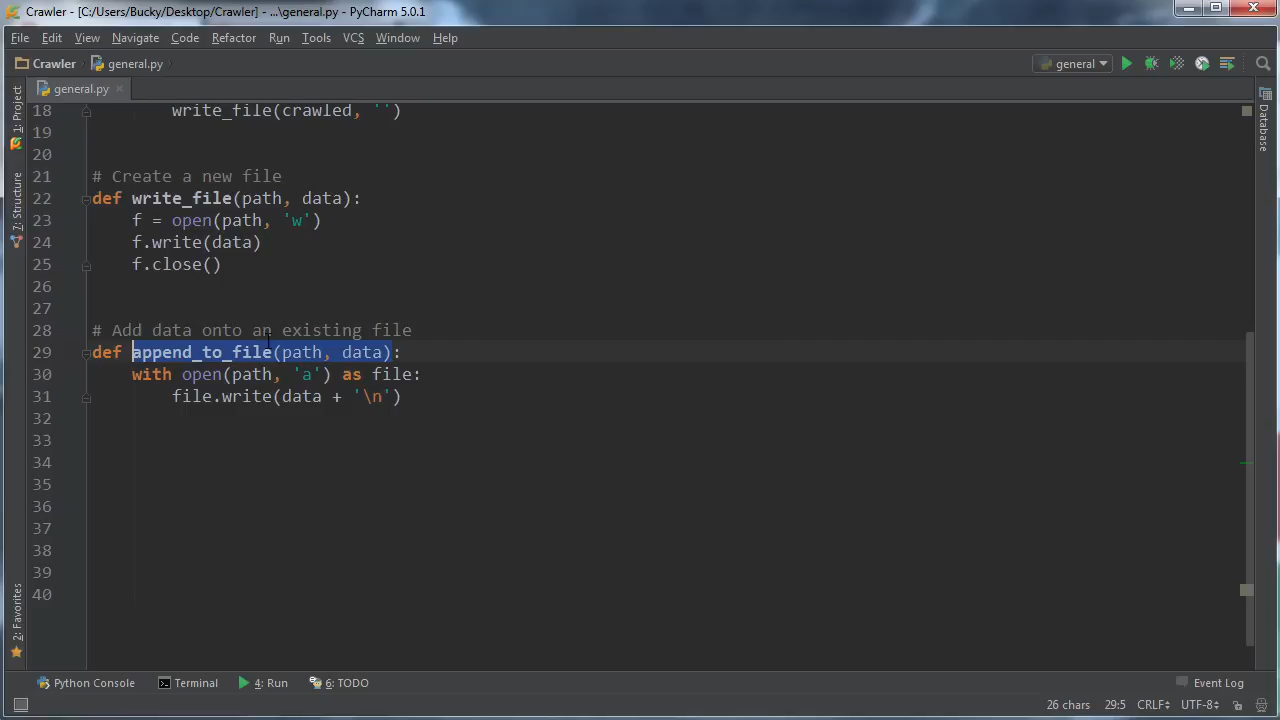 Crawler - [C:/Users/Bucky/Desktop/Crawler] - ...\general.py - PyCharm 5.0.1
File Edit View Navigate Code Refactor Run Tools VCS Window Help
Crawler general.py general
1: Project
7: Structure
2: Favorites
Database
general.py
18 write_file(crawled, '')
19
20
21 # Create a new file
22 def write_file(path, data):
23 f = open(path, 'w')
24 f.write(data)
25 f.close()
26
27
28 # Add data onto an existing file
29 def append_to_file(path, data):
30 with open(path, 'a') as file:
31 file.write(data + '\n')
32
33
34
35
36
37
38
39
40
Python Console Terminal 4: Run 6: TODO Event Log
26 chars 29:5 CRLF UTF-8